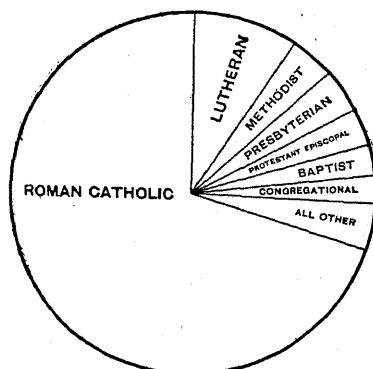 LUTHERAN
METHODIST
PRESBYTERIAN
PROTESTANT EPISCOPAL
BAPTIST
CONGREGATIONAL
ALL OTHER
ROMAN CATHOLIC